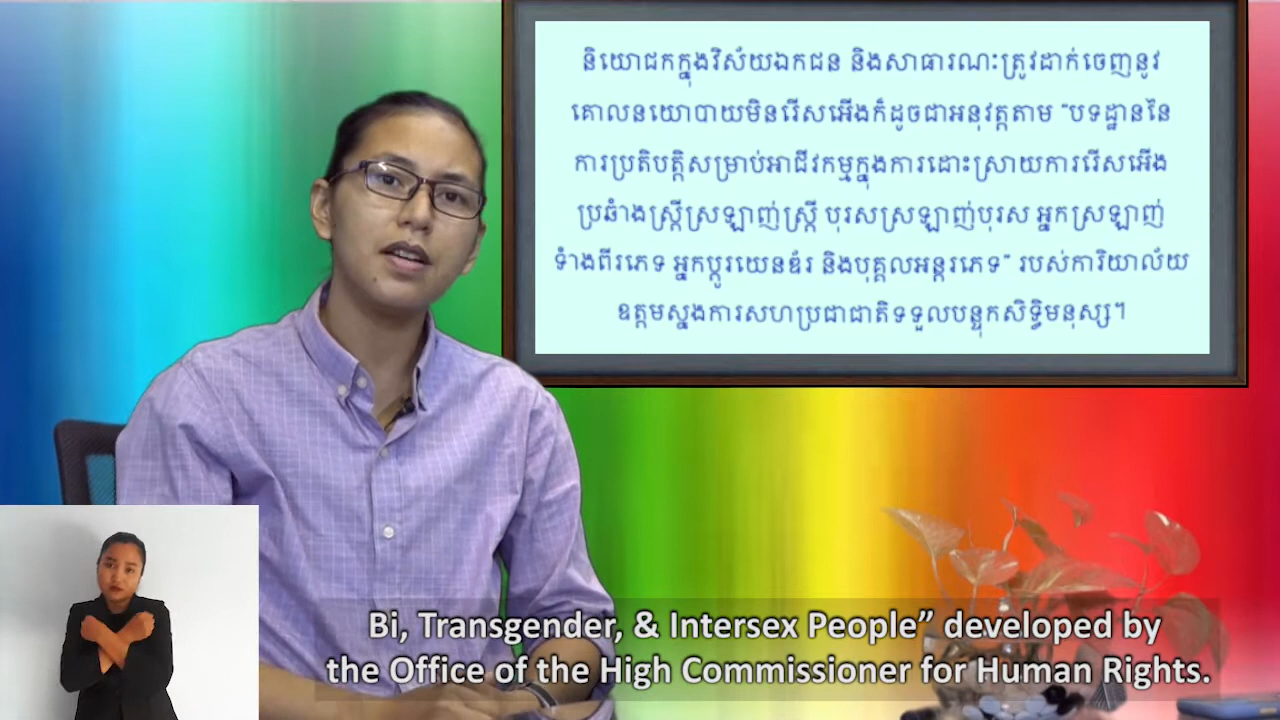 និយោជកក្នុងវិស័យឯកជន និងសាធារណៈត្រូវដាក់ចេញនូវ
គោលនយោបាយមិនរើសអើងក៏ដូចជាអនុវត្តតាម “បទដ្ឋាននៃ
ការប្រតិបត្តិសម្រាប់អាជីវកម្មក្នុងការដោះស្រាយការរើសអើង
ប្រឆំាងស្ត្រីស្រឡាញ់ស្ត្រី បុរសស្រឡាញ់បុរស អ្នកស្រឡាញ់
ទំាងពីរភេទ អ្នកប្តូរយេនឌ័រ និងបុគ្គលអន្តរភេទ” របស់ការិយាល័យ
ឧត្តមស្នងការសហប្រជាជាតិទទួលបន្ទុកសិទ្ធិមនុស្ស។
Bi, Transgender, & Intersex People” developed by
the Office of the High Commissioner for Human Rights.